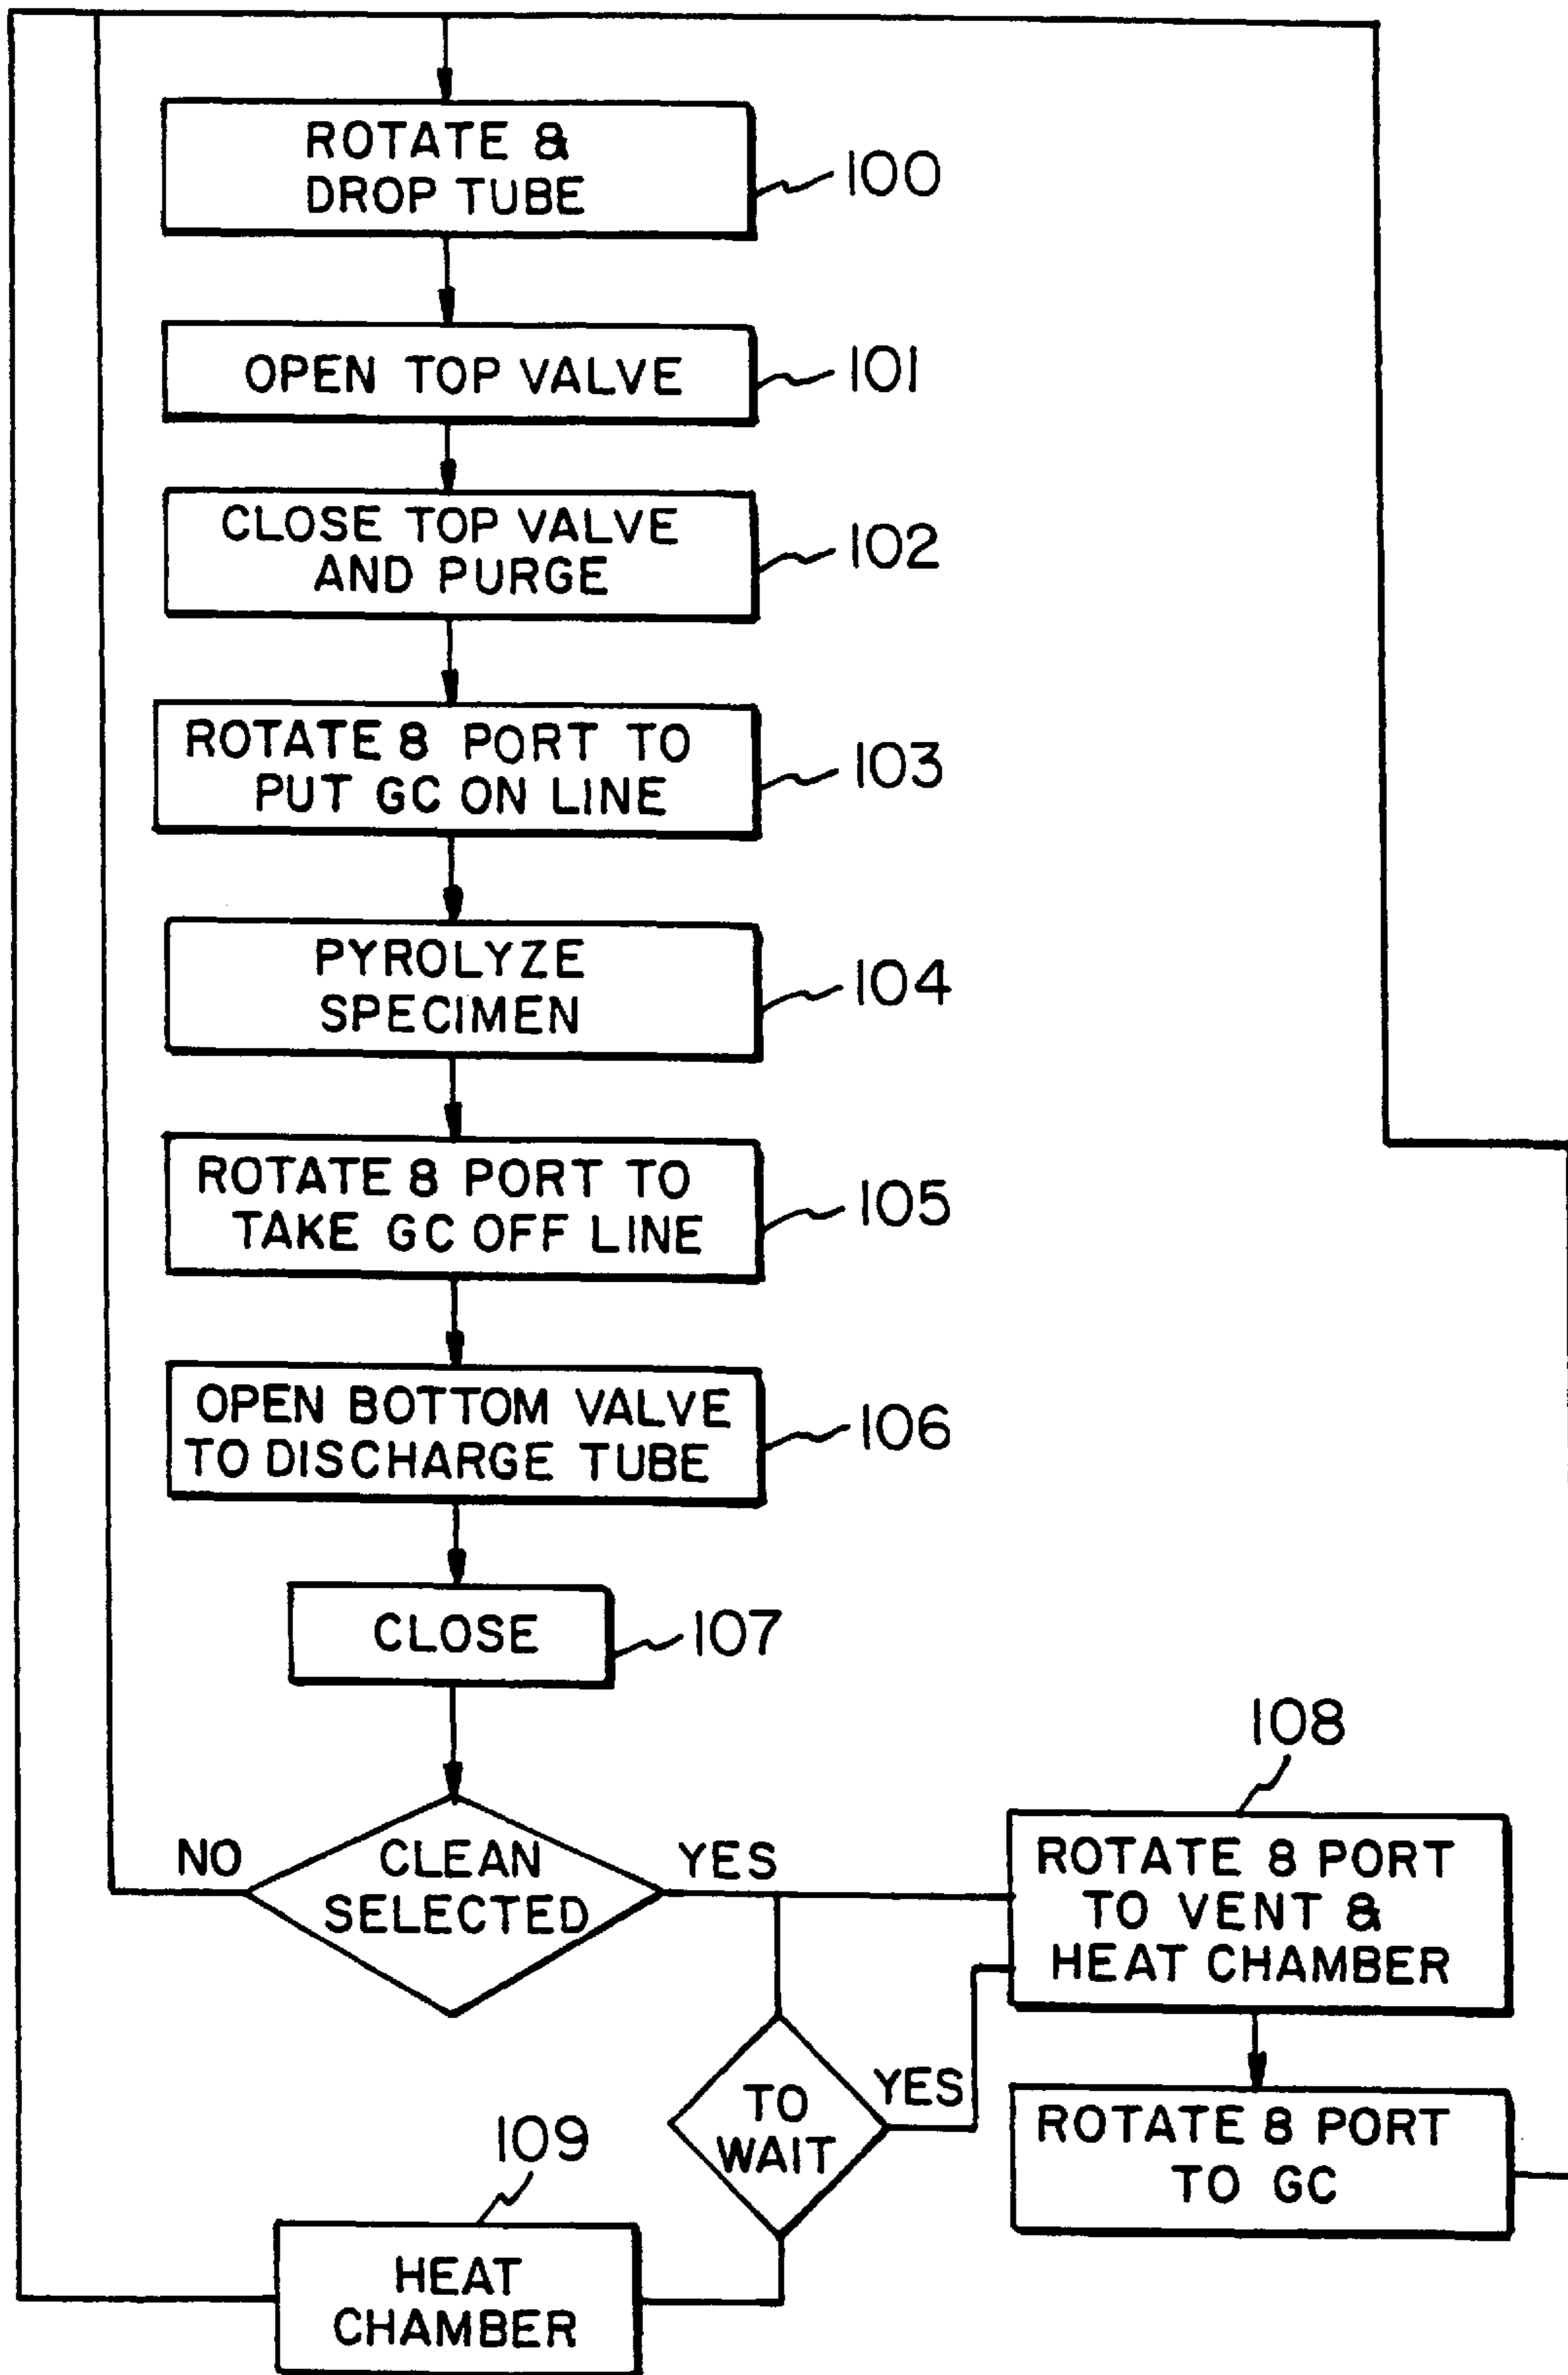 ROTATE &
DROP TUBE
100
OPEN TOP VALVE
101
CLOSE TOP VALVE
AND PURGE
102
ROTATE 8 PORT TO
PUT GC ON LINE
103
PYROLYZE
SPECIMEN
104
ROTATE 8 PORT TO
TAKE GC OFF LINE
105
OPEN BOTTOM VALVE
TO DISCHARGE TUBE
106
CLOSE
107
NO
CLEAN
SELECTED
YES
108
ROTATE 8 PORT
TO VENT &
HEAT CHAMBER
TO
WAIT
YES
ROTATE 8 PORT
TO GC
109
HEAT
CHAMBER